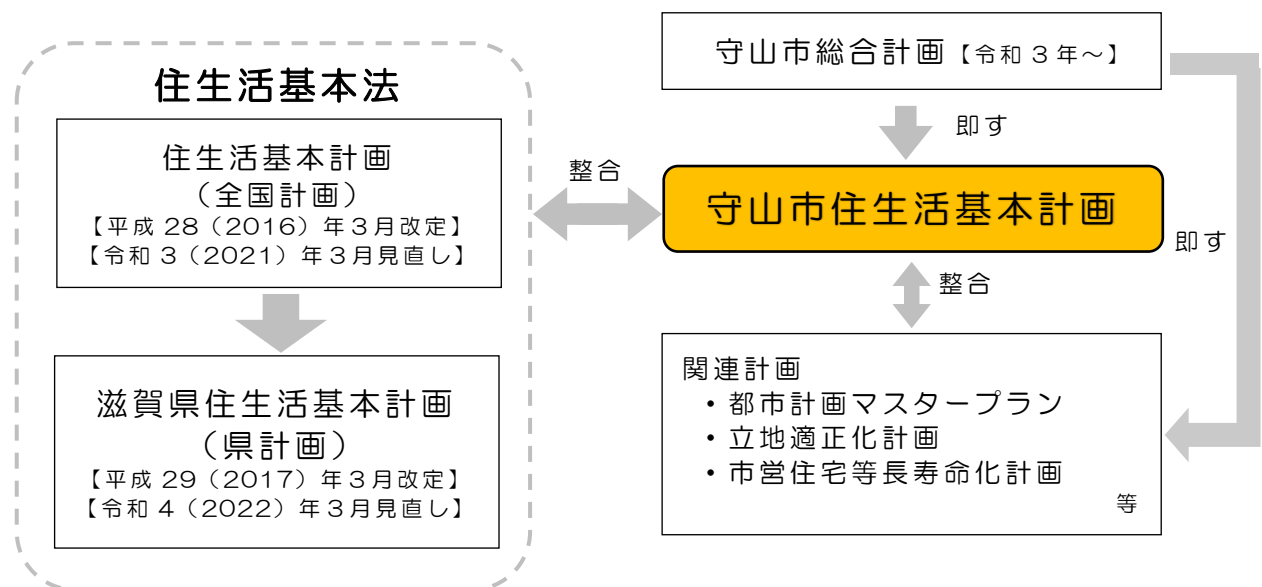 住生活基本法
住生活基本計画
（全国計画）
【平成 28（2016）年３月改定】
【令和 3（2021）年３月見直し】
滋賀県住生活基本計画
（県計画）
【平成 29（2017）年３月改定】
【令和 4（2022）年３月見直し】
整合
守山市総合計画【令和 3 年～】
即す
守山市住生活基本計画
即す
整合
関連計画
・都市計画マスタープラン
・立地適正化計画
・市営住宅等長寿命化計画
等